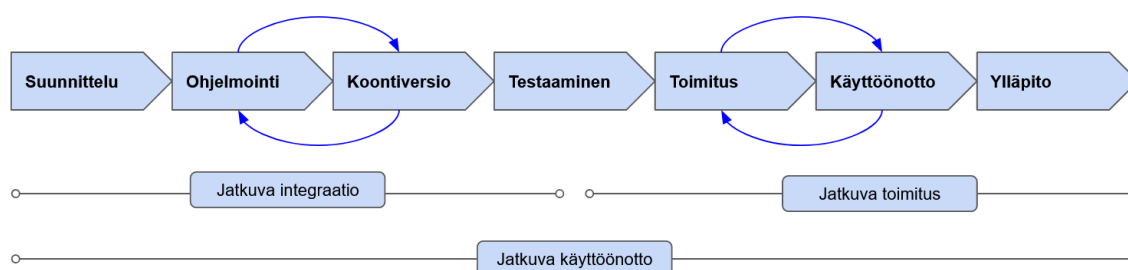 Suunnittelu
Ohjelmointi
Koontiversio
Testaaminen
Toimitus
Käyttöönotto
Ylläpito
Jatkuva integraatio
Jatkuva toimitus
Jatkuva käyttöönotto